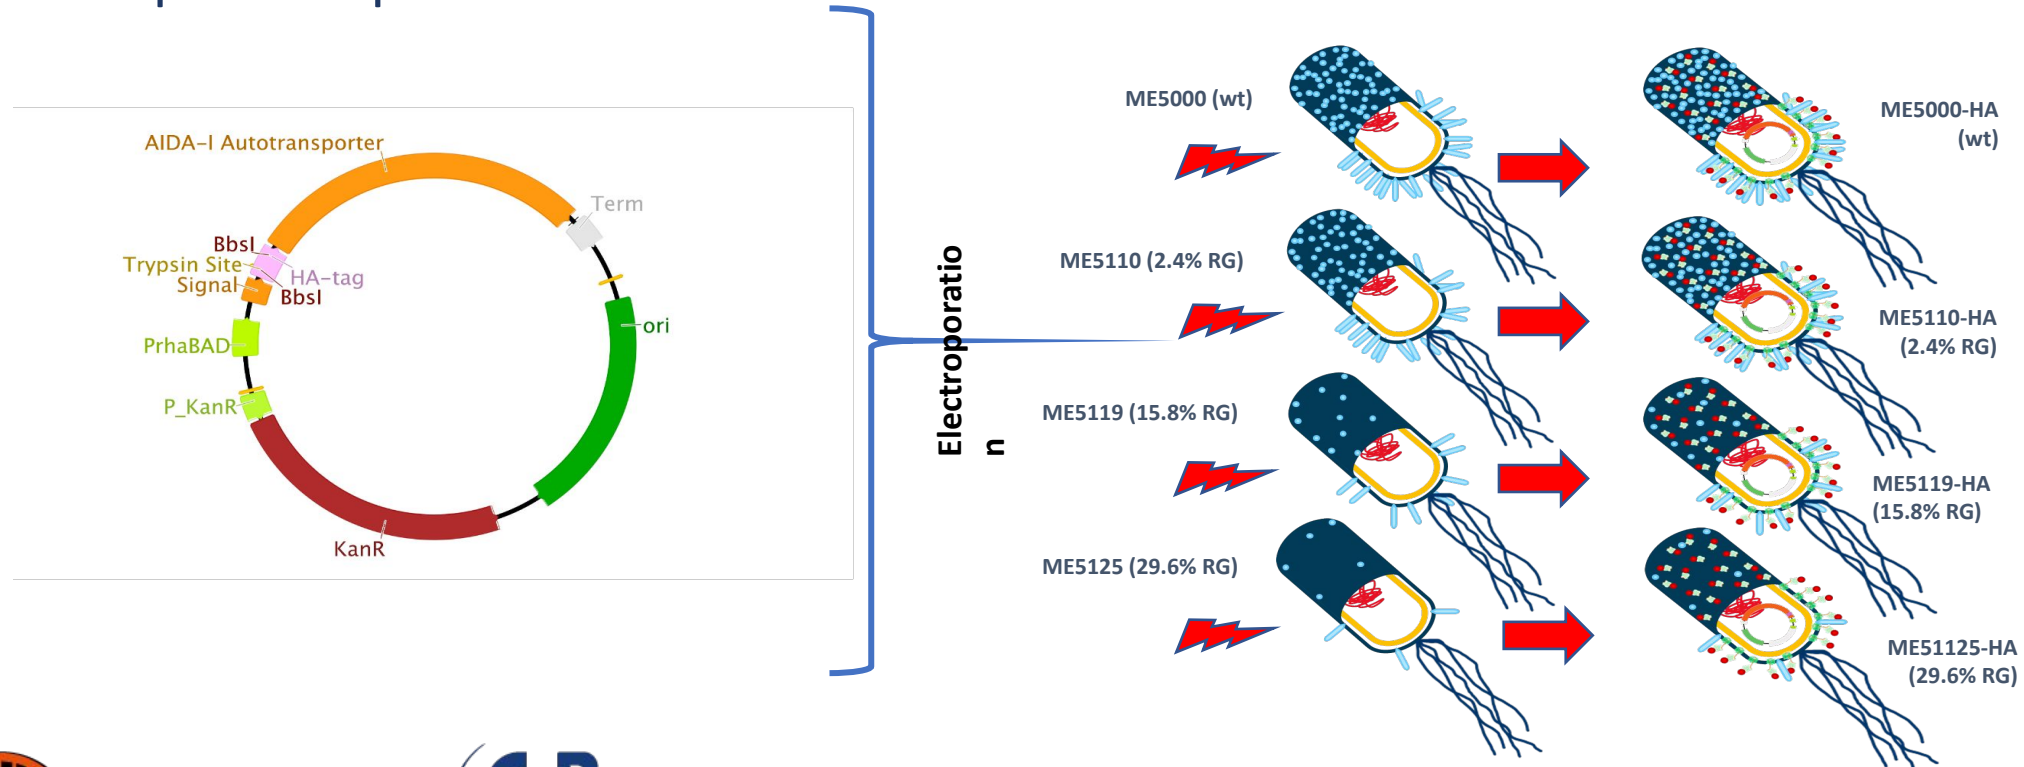 AIDA-I Autotransporter
Term
BbsI
Trypsin Site
HA-tag
Signal
BbsI
ori
PrhaBAD
P_KanR
KanR
Electroporatio
n
ME5000 (wt)
ME5000-HA
(wt)
ME5110 (2.4% RG)
ME5110-HA
(2.4% RG)
ME5119 (15.8% RG)
ME5119-HA
(15.8% RG)
ME5125 (29.6% RG)
ME51125-HA
(29.6% RG)